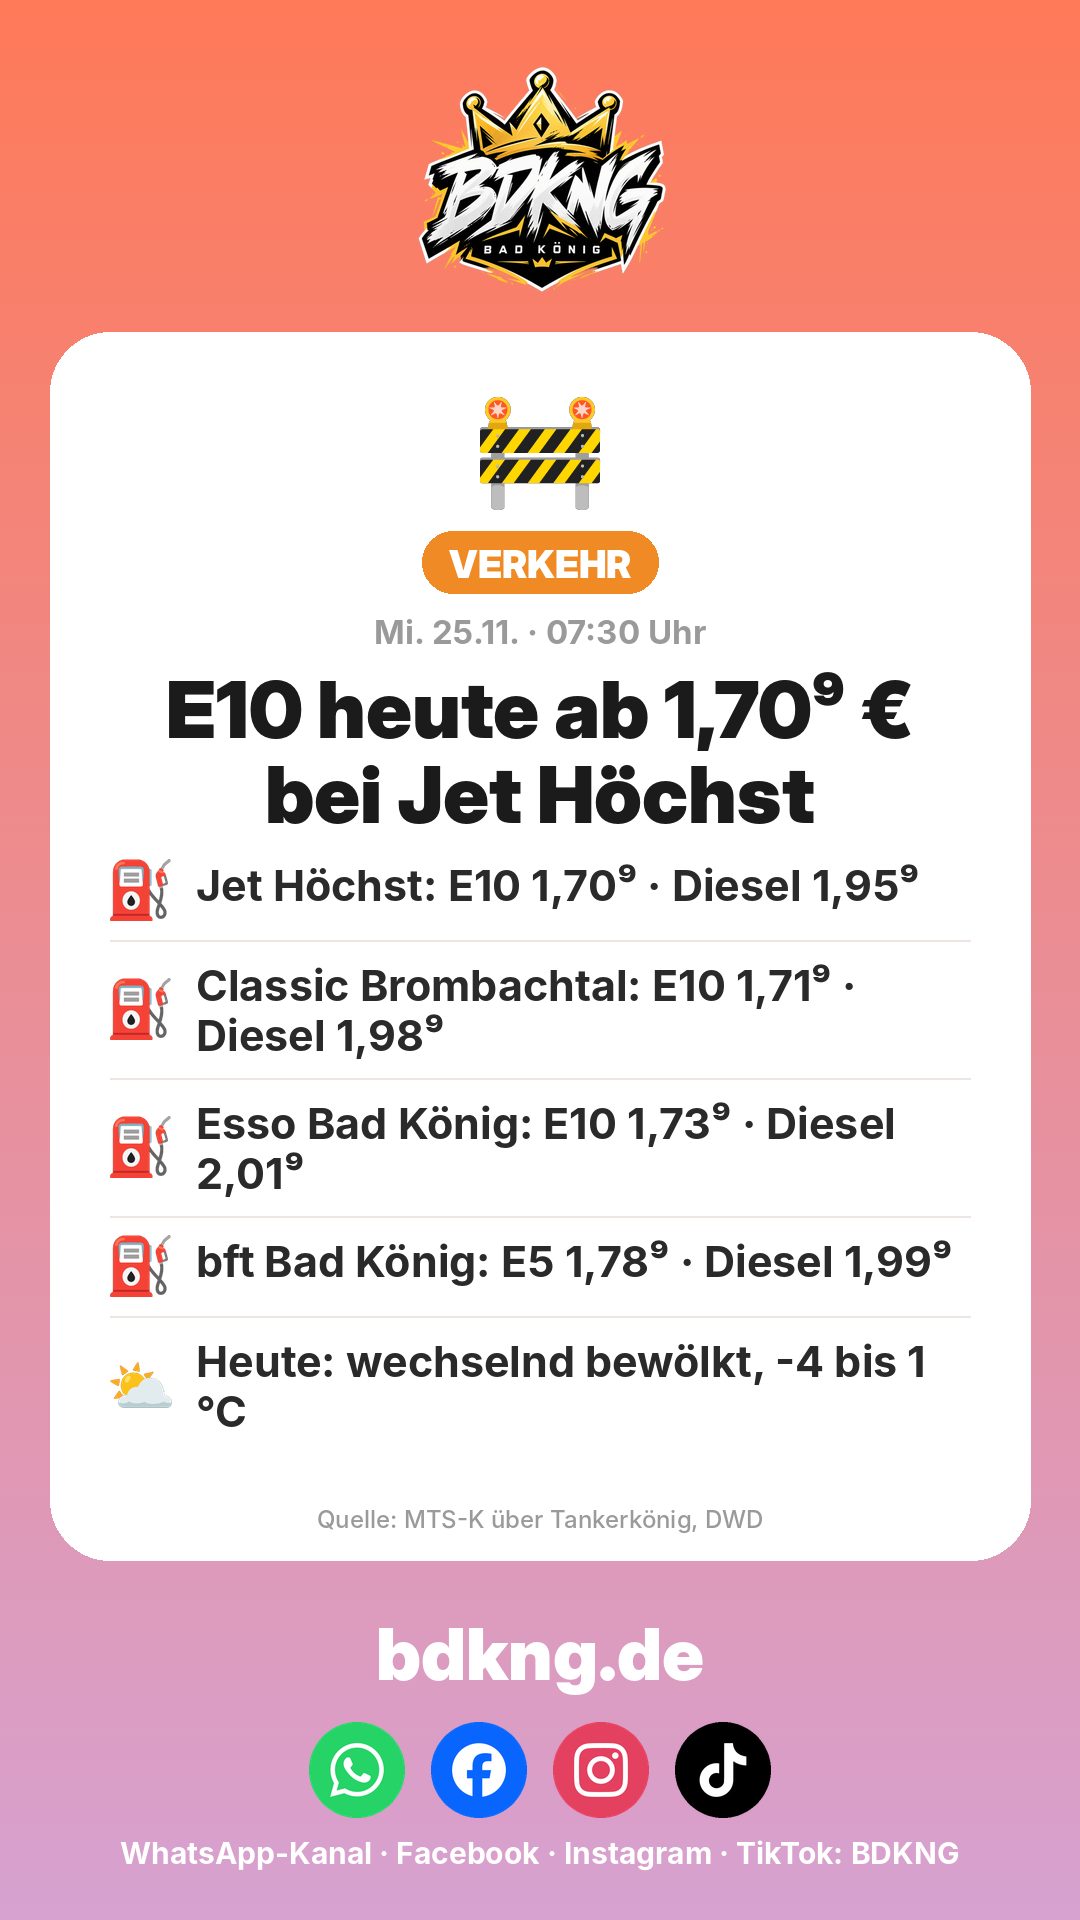 BDKNG
BAD KÖNIG
VERKEHR
Mi. 25.11. · 07:30 Uhr
E10 heute ab 1,70⁹ €
bei Jet Höchst
Jet Höchst: E10 1,70⁹ · Diesel 1,95⁹
Classic Brombachtal: E10 1,71⁹ ·
Diesel 1,98⁹
Esso Bad König: E10 1,73⁹ · Diesel
2,01⁹
bft Bad König: E5 1,78⁹ · Diesel 1,99⁹
Heute: wechselnd bewölkt, -4 bis 1
°C
Quelle: MTS-K über Tankerkönig, DWD
bdkng.de
WhatsApp-Kanal · Facebook · Instagram · TikTok: BDKNG